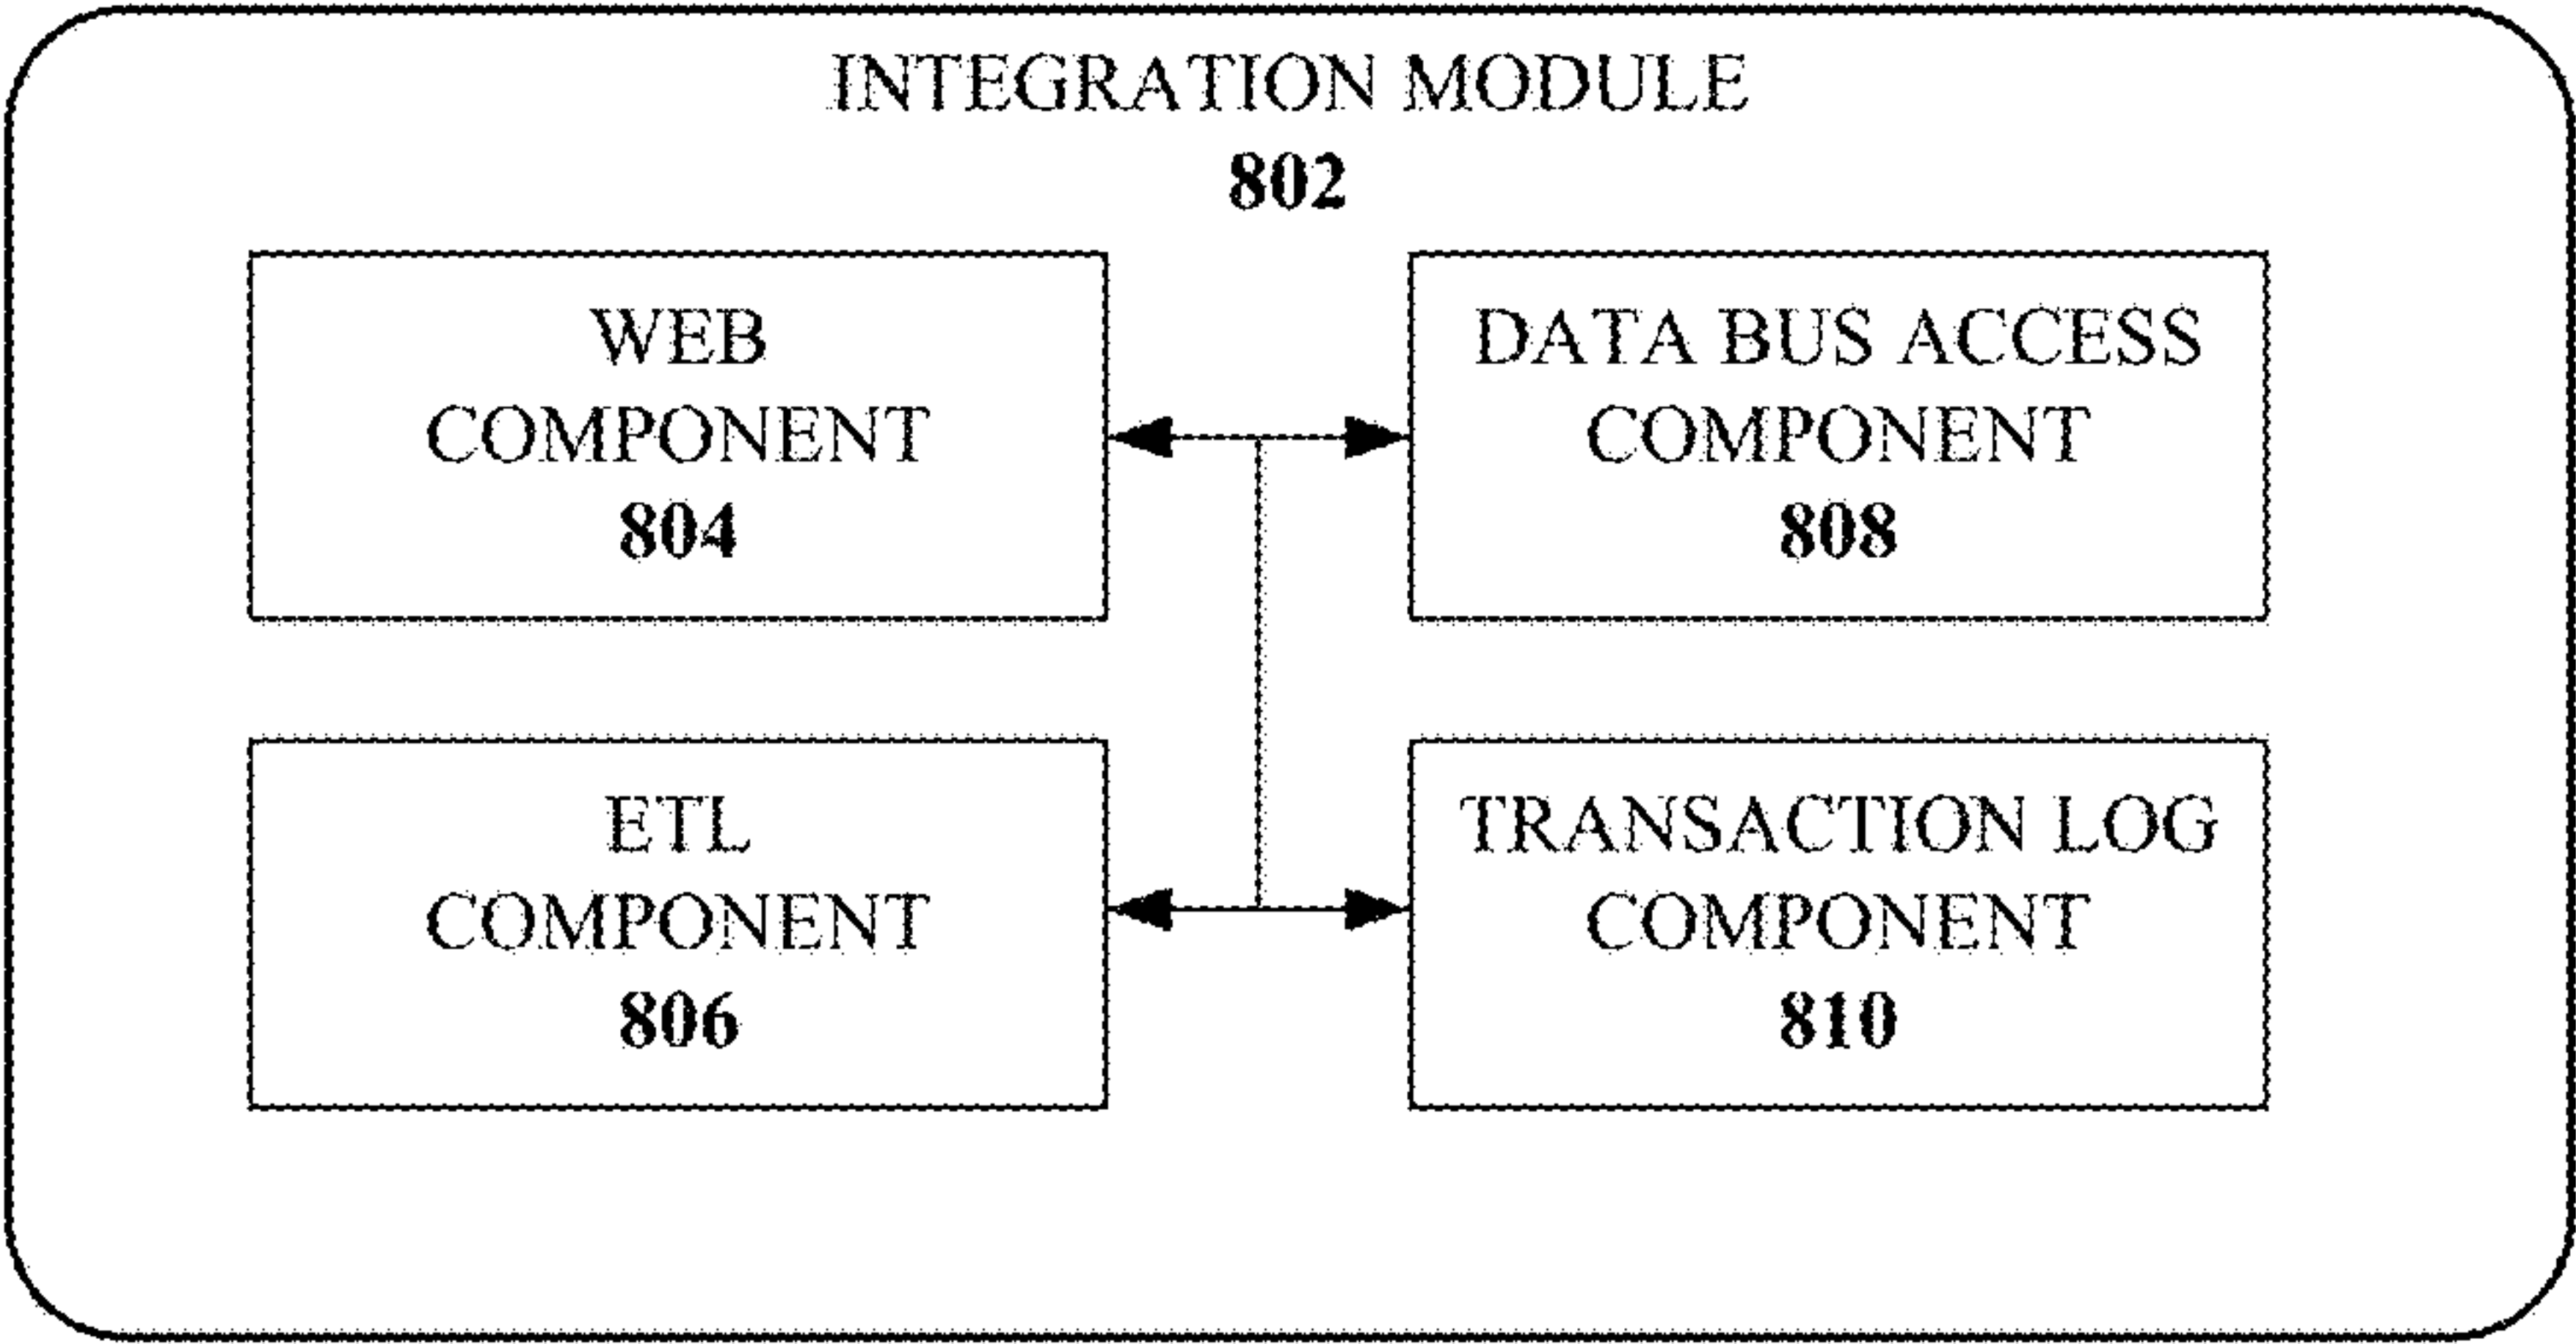 INTEGRATION MODULE
802
WEB
COMPONENT
804
DATA BUS ACCESS
COMPONENT
808
ETL
COMPONENT
806
TRANSACTION LOG
COMPONENT
810